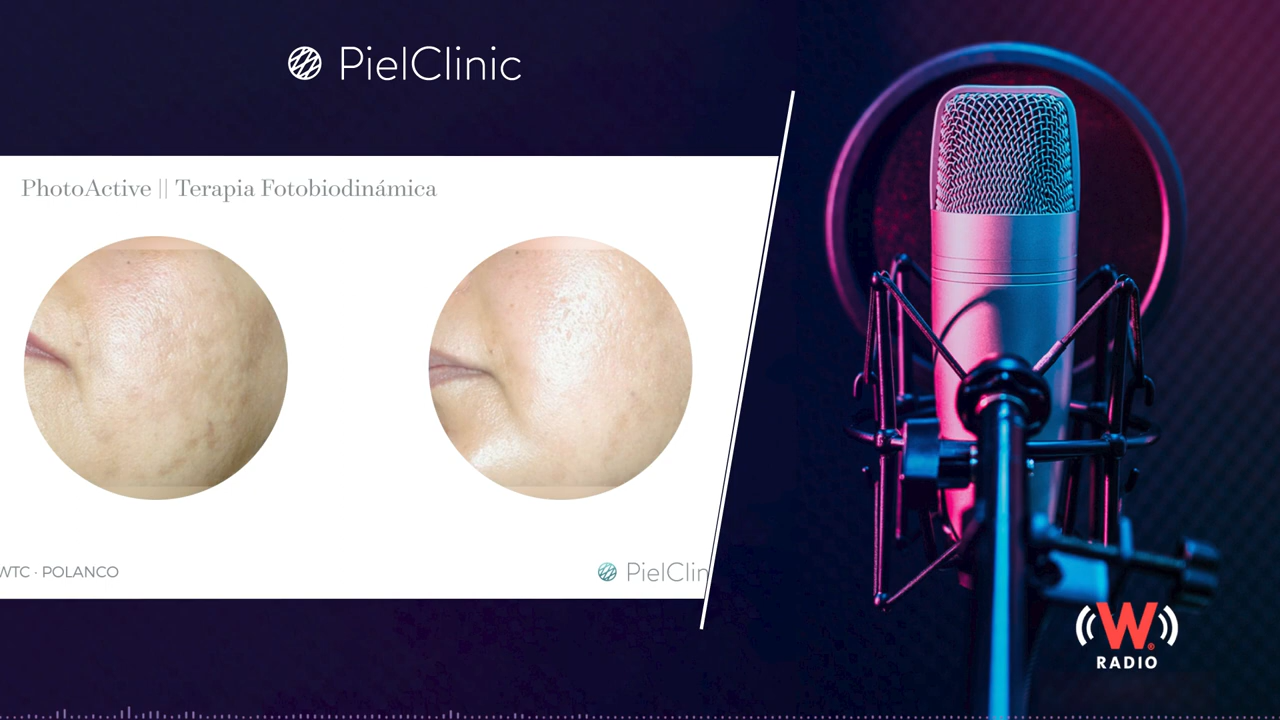 PielClinic
PhotoActive || Terapia Fotobiodinámica
WTC · POLANCO
PielClin
W®
RADIO